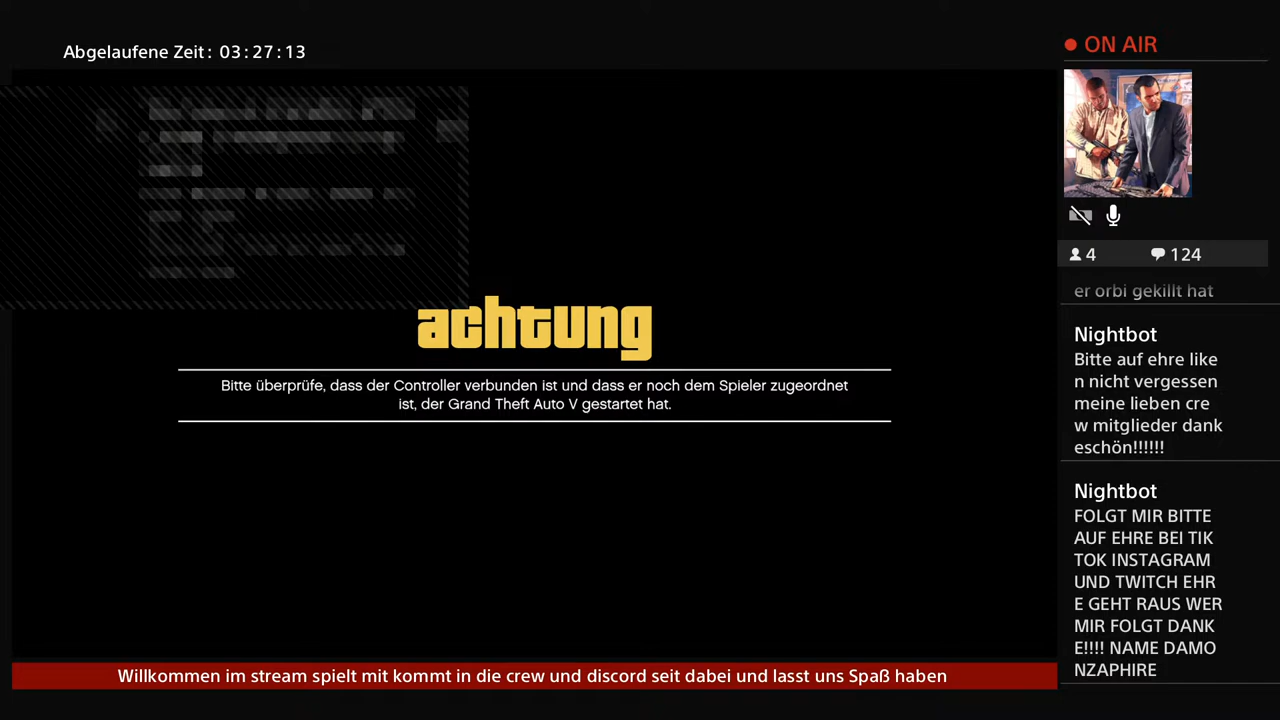 Abgelaufene Zeit: 03:27:13
ON AIR
4 124
er orbi gekillt hat
achtung
Bitte überprüfe, dass der Controller verbunden ist und dass er noch dem Spieler zugeordnet
ist, der Grand Theft Auto V gestartet hat.
Nightbot
Bitte auf ehre like
n nicht vergessen
meine lieben cre
w mitglieder dank
eschön!!!!!!
Nightbot
FOLGT MIR BITTE
AUF EHRE BEI TIK
TOK INSTAGRAM
UND TWITCH EHR
E GEHT RAUS WER
MIR FOLGT DANK
E!!!! NAME DAMO
NZAPHIRE
Willkommen im stream spielt mit kommt in die crew und discord seit dabei und lasst uns Spaß haben